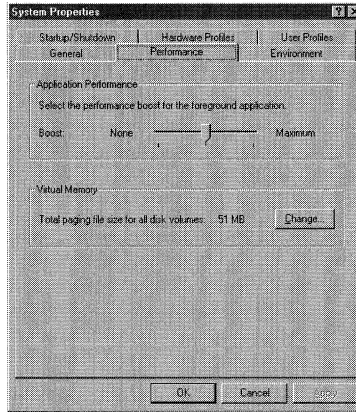 System Properties
Startup/Shutdown Hardware Profiles User Profiles
General Performance Environment
Application Performance
Select the performance boost for the foreground application.
Boost: None Maximum
Virtual Memory
Total paging file size for all disk volumes: 51 MB Change...
OK Cancel Apply